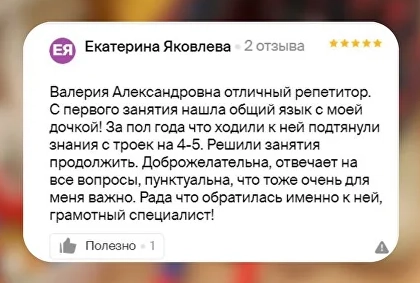 ЕЯ Екатерина Яковлева • 2 отзыва
Валерия Александровна отличный репетитор.
С первого занятия нашла общий язык с моей
дочкой! За пол года что ходили к ней подтянули
знания с троек на 4-5. Решили занятия
продолжить. Доброжелательна, отвечает на
все вопросы, пунктуальна, что тоже очень для
меня важно. Рада что обратилась именно к ней,
грамотный специалист!
Полезно • 1